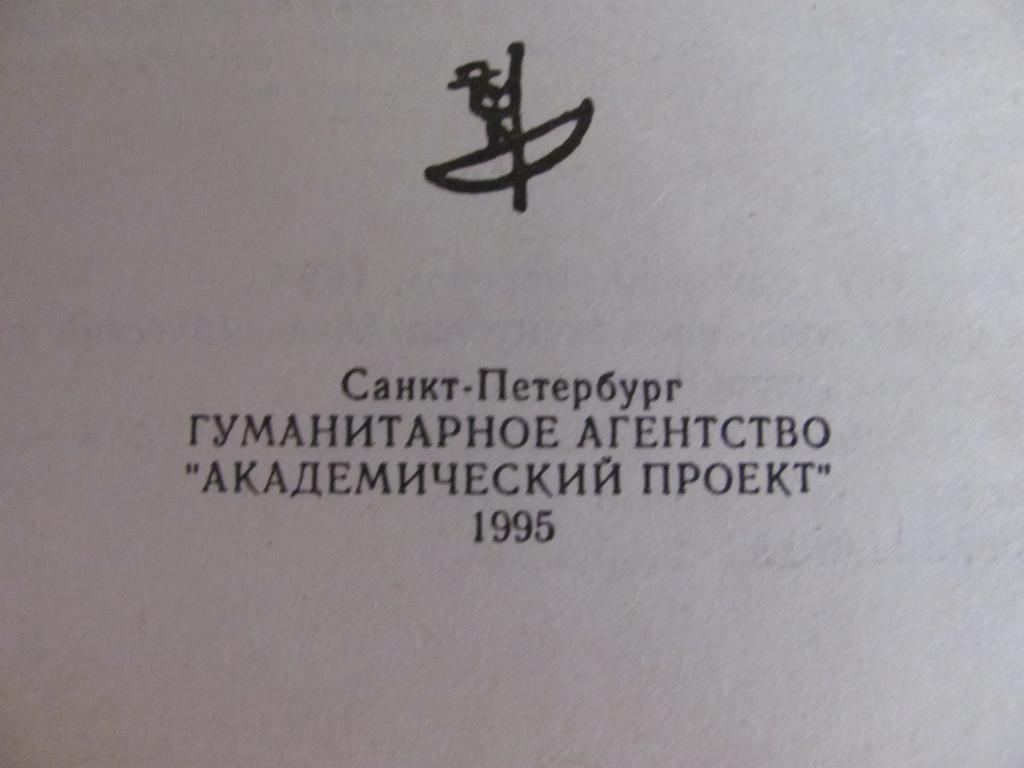 Санкт-Петербург
ГУМАНИТАРНОЕ АГЕНТСТВО
"АКАДЕМИЧЕСКИЙ ПРОЕКТ"
1995